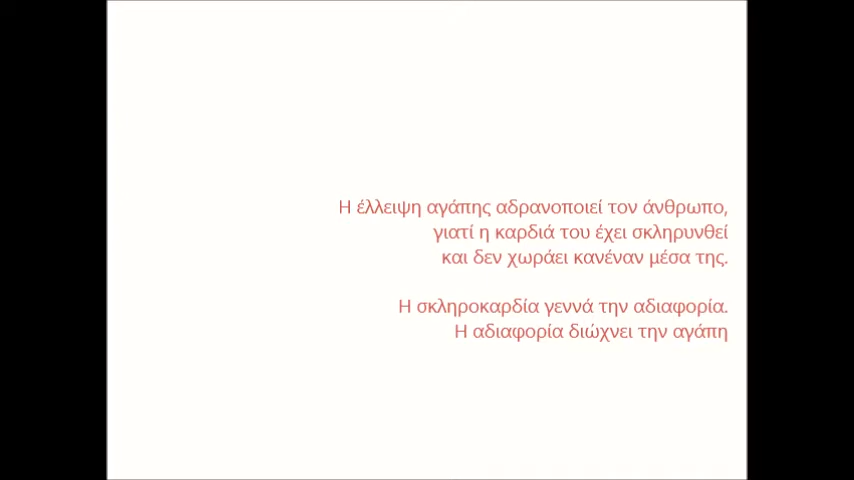 Η έλλειψη αγάπης αδρανοποιεί τον άνθρωπο,
γιατί η καρδιά του έχει σκληρυνθεί
και δεν χωράει κανέναν μέσα της.
Η σκληροκαρδία γεννά την αδιαφορία.
Η αδιαφορία διώχνει την αγάπη